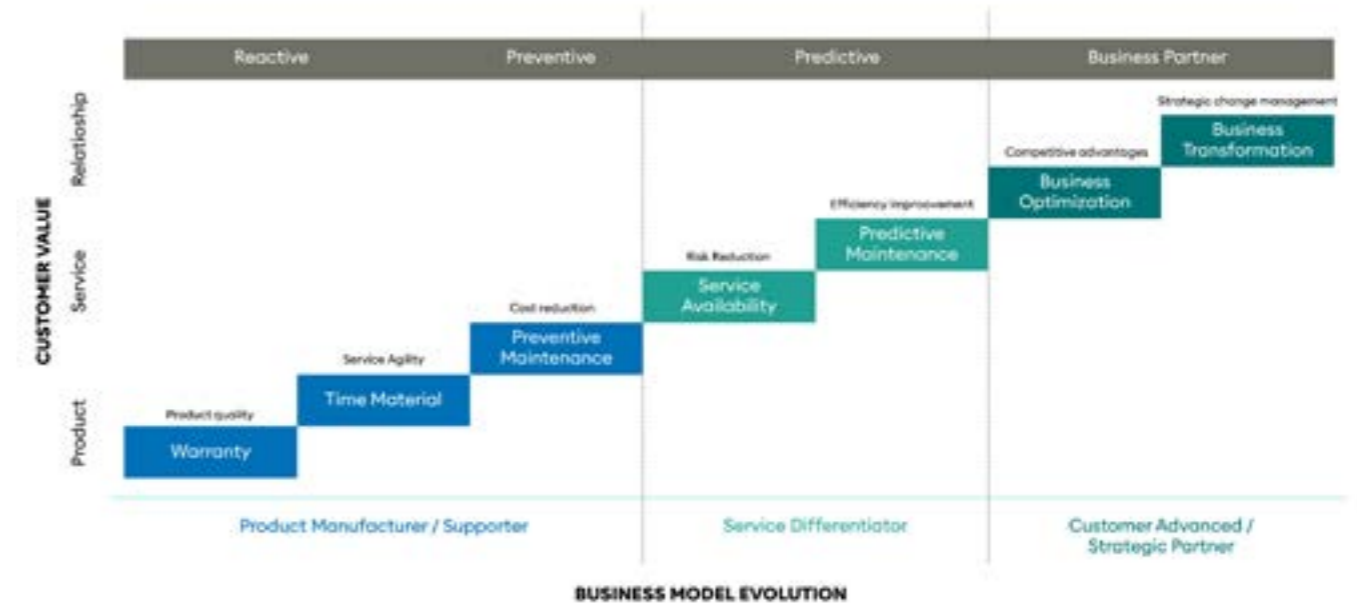 Reactive
Preventive
Predictive
Business Partner
Strategic change management
Business
Transformation
Competitive advantages
Business
Optimization
Efficiency improovement
Predictive
Maintenance
Risk Reduction
Service
Availability
Cost reduction
Preventive
Maintenance
Service Agility
Time Material
Product quality
Warranty
CUSTOMER VALUE
Relatioship
Service
Product
Product Manufacturer / Supporter
Service Differentiator
Customer Advanced /
Strategic Partner
BUSINESS MODEL EVOLUTION